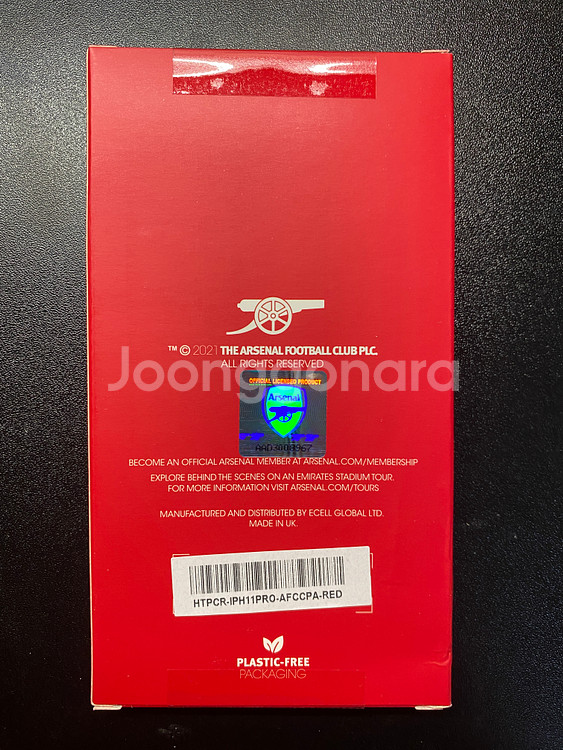 ™ © 2021 THE ARSENAL FOOTBALL CLUB PLC.
ALL RIGHTS RESERVED
Joonggonara
OFFICIAL LICENSED PRODUCT
Arsenal
BECOME AN OFFICIAL ARSENAL MEMBER AT ARSENAL.COM/MEMBERSHIP
EXPLORE BEHIND THE SCENES ON AN EMIRATES STADIUM TOUR.
FOR MORE INFORMATION VISIT ARSENAL.COM/TOURS
MANUFACTURED AND DISTRIBUTED BY ECELL GLOBAL LTD.
MADE IN UK.
HTPCR-IPH11PRO-AFCCPA-RED
PLASTIC-FREE
PACKAGING